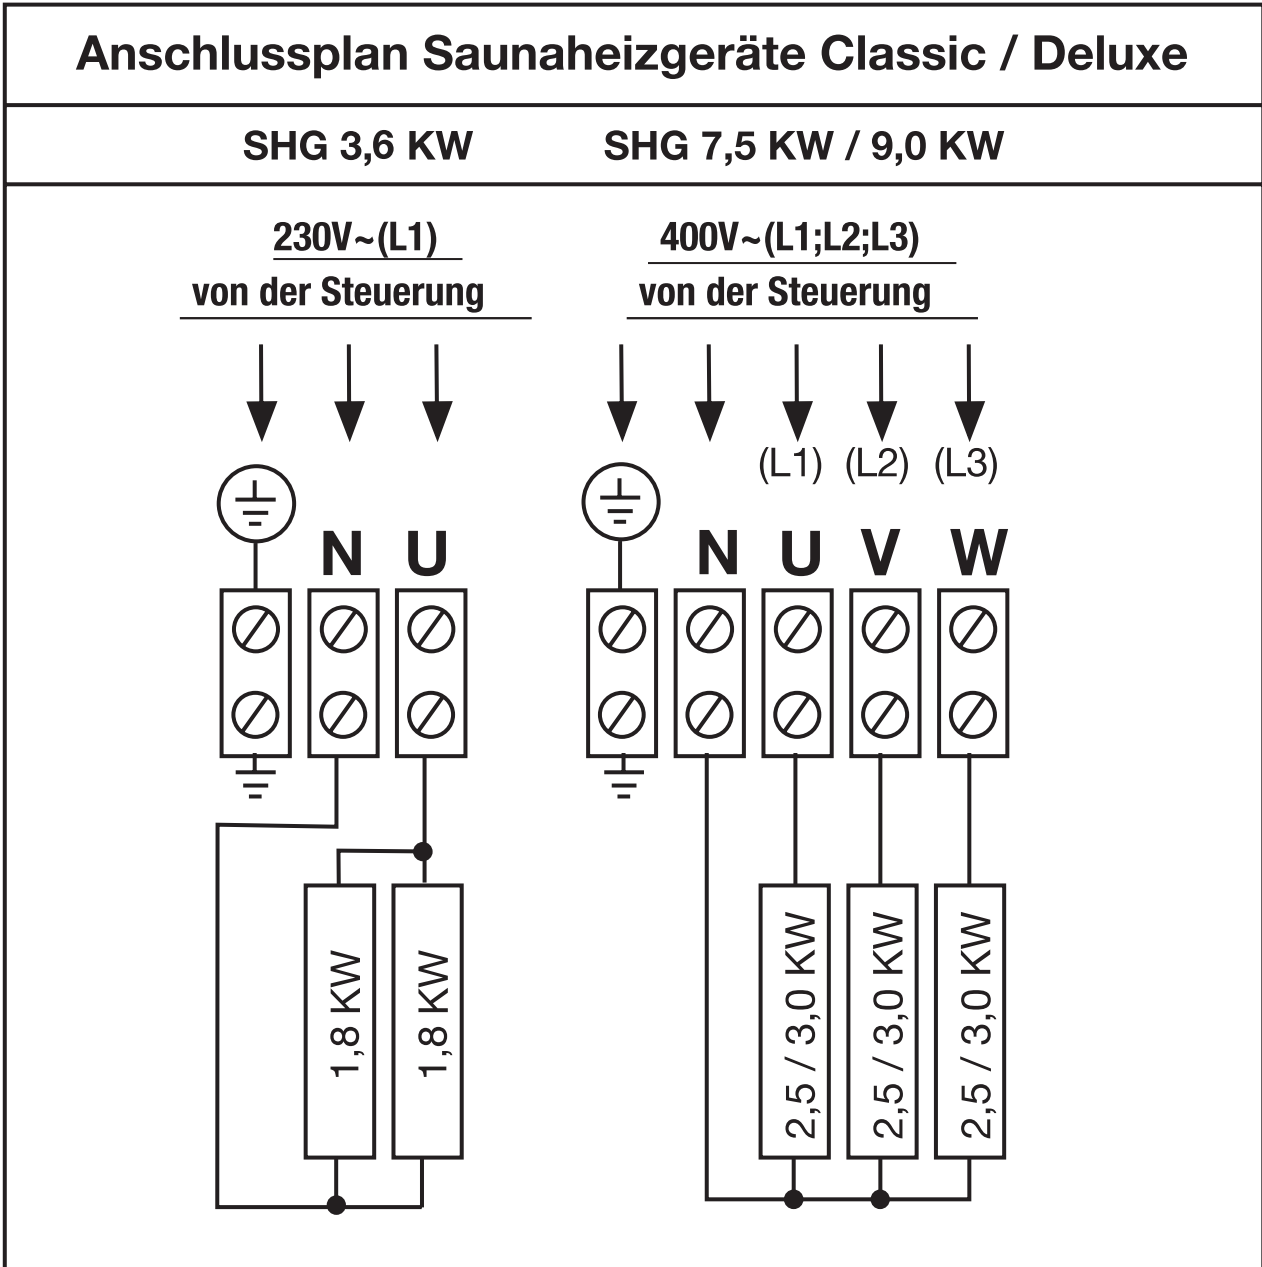 Anschlussplan Saunaheizgeräte Classic / Deluxe
SHG 3,6 KW
SHG 7,5 KW / 9,0 KW
230V~(L1)
von der Steuerung
N U
1,8 KW
1,8 KW
400V~(L1;L2;L3)
von der Steuerung
(L1) (L2) (L3)
N U V W
2,5 / 3,0 KW
2,5 / 3,0 KW
2,5 / 3,0 KW